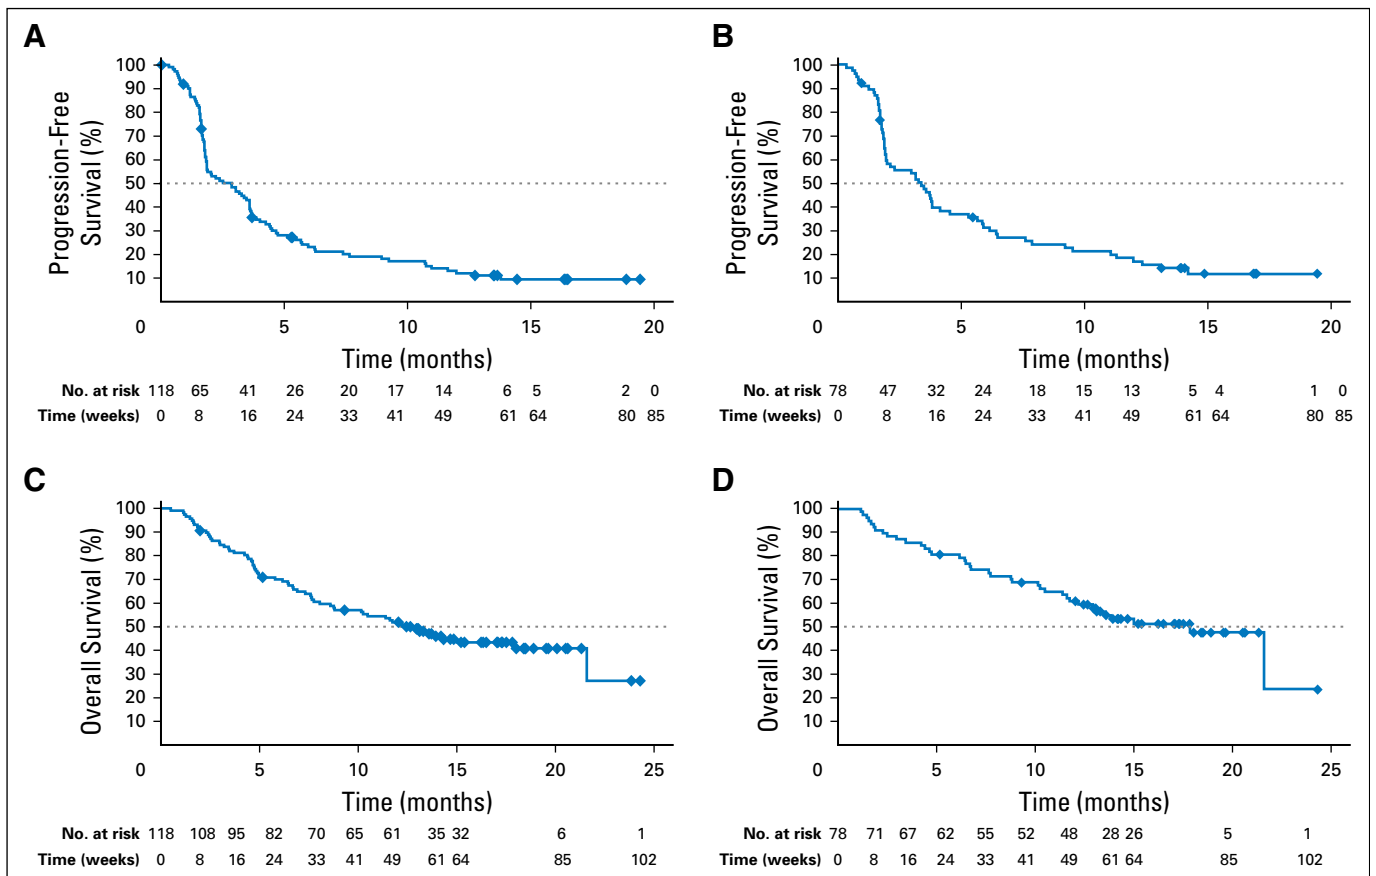 A
Progression-Free
Survival (%)
100
90
80
70
60
50
40
30
20
10
0 5 10 15 20
Time (months)
No. at risk 118 65 41 26 20 17 14 6 5 2 0
Time (weeks) 0 8 16 24 33 41 49 61 64 80 85
B
Progression-Free
Survival (%)
100
90
80
70
60
50
40
30
20
10
0 5 10 15 20
Time (months)
No. at risk 78 47 32 24 18 15 13 5 4 1 0
Time (weeks) 0 8 16 24 33 41 49 61 64 80 85
C
Overall Survival (%)
100
90
80
70
60
50
40
30
20
10
0 5 10 15 20 25
Time (months)
No. at risk 118 108 95 82 70 65 61 35 32 6 1
Time (weeks) 0 8 16 24 33 41 49 61 64 85 102
D
Overall Survival (%)
100
90
80
70
60
50
40
30
20
10
0 5 10 15 20 25
Time (months)
No. at risk 78 71 67 62 55 52 48 28 26 5 1
Time (weeks) 0 8 16 24 33 41 49 61 64 85 102